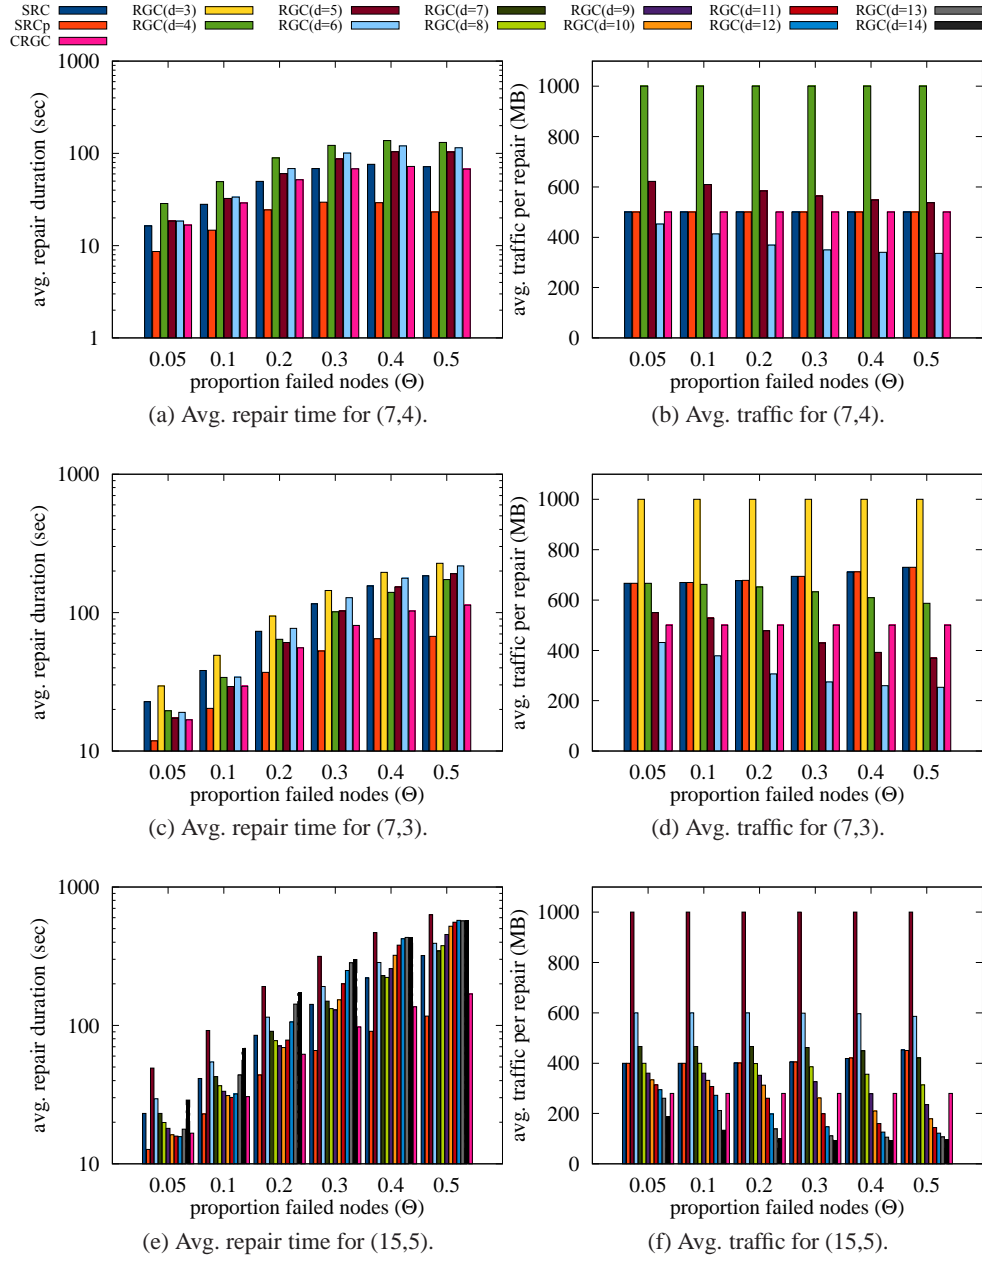 SRC RGC(d=3) RGC(d=5) RGC(d=7) RGC(d=9) RGC(d=11) RGC(d=13)
SRCp RGC(d=4) RGC(d=6) RGC(d=8) RGC(d=10) RGC(d=12) RGC(d=14)
CRGC
avg. repair duration (sec)
1000
100
10
1
0.05 0.1 0.2 0.3 0.4 0.5
proportion failed nodes (Θ)
(a) Avg. repair time for (7,4).
avg. traffic per repair (MB)
1000
800
600
400
200
0
0.05 0.1 0.2 0.3 0.4 0.5
proportion failed nodes (Θ)
(b) Avg. traffic for (7,4).
avg. repair duration (sec)
1000
100
10
0.05 0.1 0.2 0.3 0.4 0.5
proportion failed nodes (Θ)
(c) Avg. repair time for (7,3).
avg. traffic per repair (MB)
1000
800
600
400
200
0
0.05 0.1 0.2 0.3 0.4 0.5
proportion failed nodes (Θ)
(d) Avg. traffic for (7,3).
avg. repair duration (sec)
1000
100
10
0.05 0.1 0.2 0.3 0.4 0.5
proportion failed nodes (Θ)
(e) Avg. repair time for (15,5).
avg. traffic per repair (MB)
1000
800
600
400
200
0
0.05 0.1 0.2 0.3 0.4 0.5
proportion failed nodes (Θ)
(f) Avg. traffic for (15,5).